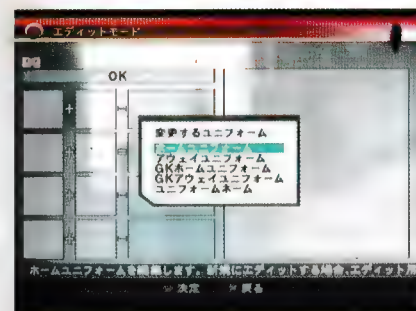 エディットモード
OK
変更するユニフォーム
ホームユニフォーム
アウェイユニフォーム
GKホームユニフォーム
GKアウェイユニフォーム
ユニフォームネーム
ホームユニフォームを編集します。新規にエディットする場合、エディット
決定 戻る